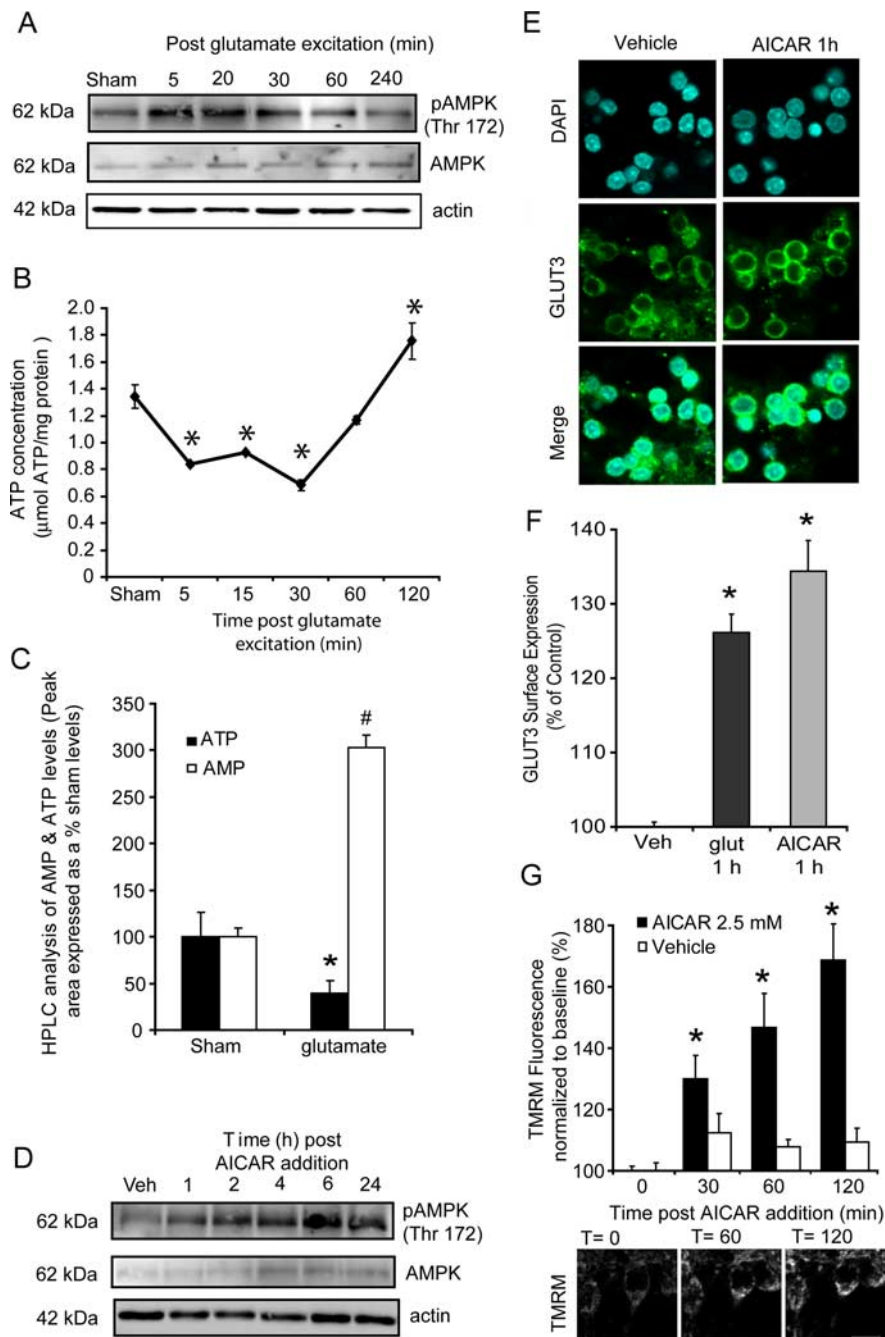 A
Post glutamate excitation (min)
Sham 5 20 30 60 240
62 kDa
pAMPK
(Thr 172)
62 kDa
AMPK
42 kDa
actin
B
ATP concentration
(μmol ATP/mg protein )
2.0
1.8
1.6
1.4
1.2
1.0
0.8
0.6
0.4
0.2
0
*
*
*
*
Sham 5 15 30 60 120
Time post glutamate
excitation (min)
C
HPLC analysis of AMP & ATP levels (Peak
area expressed as a % sham levels)
350
300
250
200
150
100
50
0
ATP
AMP
*
#
Sham glutamate
D
Time (h) post
AICAR addition
Veh 1 2 4 6 24
62 kDa
pAMPK
(Thr 172)
62 kDa
AMPK
42 kDa
actin
E
Vehicle AICAR 1h
DAPI
GLUT3
Merge
F
GLUT3 Surface Expression
(% of Control)
140
130
120
110
100
*
*
Veh glut AICAR
1 h 1 h
G
TMRM Fluorescence
normalized to baseline (%)
180
160
140
120
100
AICAR 2.5 mM
Vehicle
*
*
*
0 30 60 120
Time post AICAR addition (min)
T= 0 T= 60 T= 120
TMRM